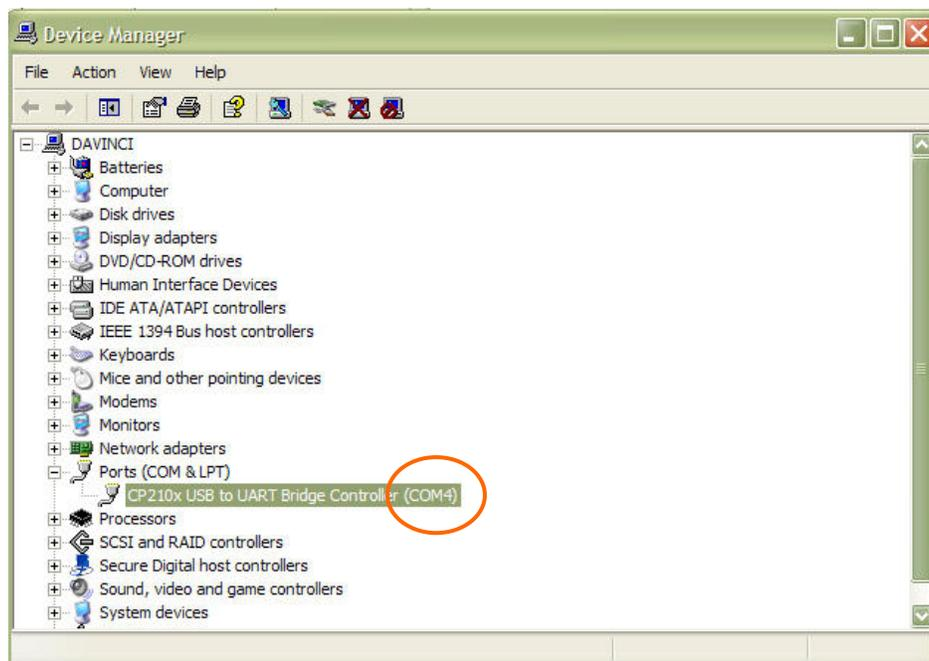 Device Manager
File Action View Help
DAVINCI
Batteries
Computer
Disk drives
Display adapters
DVD/CD-ROM drives
Human Interface Devices
IDE ATA/ATAPI controllers
IEEE 1394 Bus host controllers
Keyboards
Mice and other pointing devices
Modems
Monitors
Network adapters
Ports (COM & LPT)
CP210x USB to UART Bridge Controller (COM4)
Processors
SCSI and RAID controllers
Secure Digital host controllers
Sound, video and game controllers
System devices